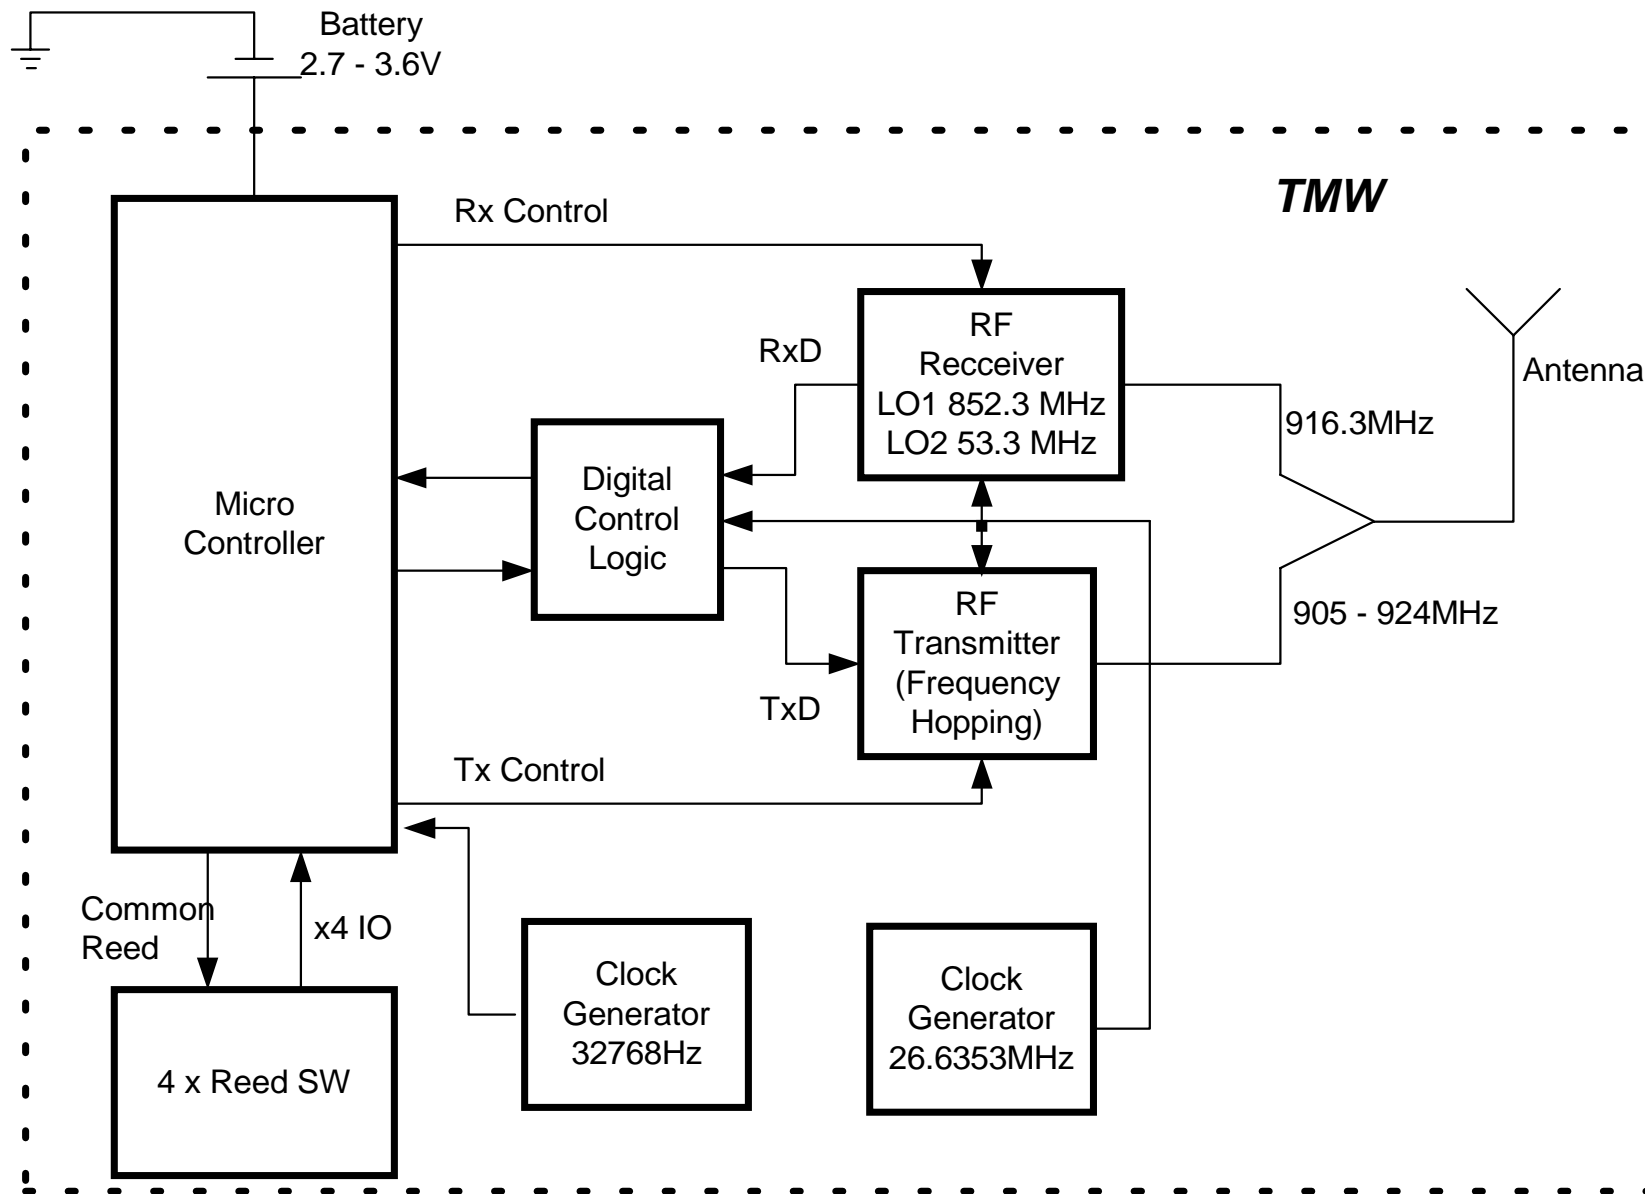 Battery
2.7 - 3.6V
TMW
Rx Control
RF
Recceiver
LO1 852.3 MHz
LO2 53.3 MHz
RxD
Antenna
916.3MHz
Digital
Control
Logic
Micro
Controller
RF
Transmitter
(Frequency
Hopping)
905 - 924MHz
TxD
Tx Control
Common
Reed
x4 IO
Clock
Generator
32768Hz
Clock
Generator
26.6353MHz
4 x Reed SW